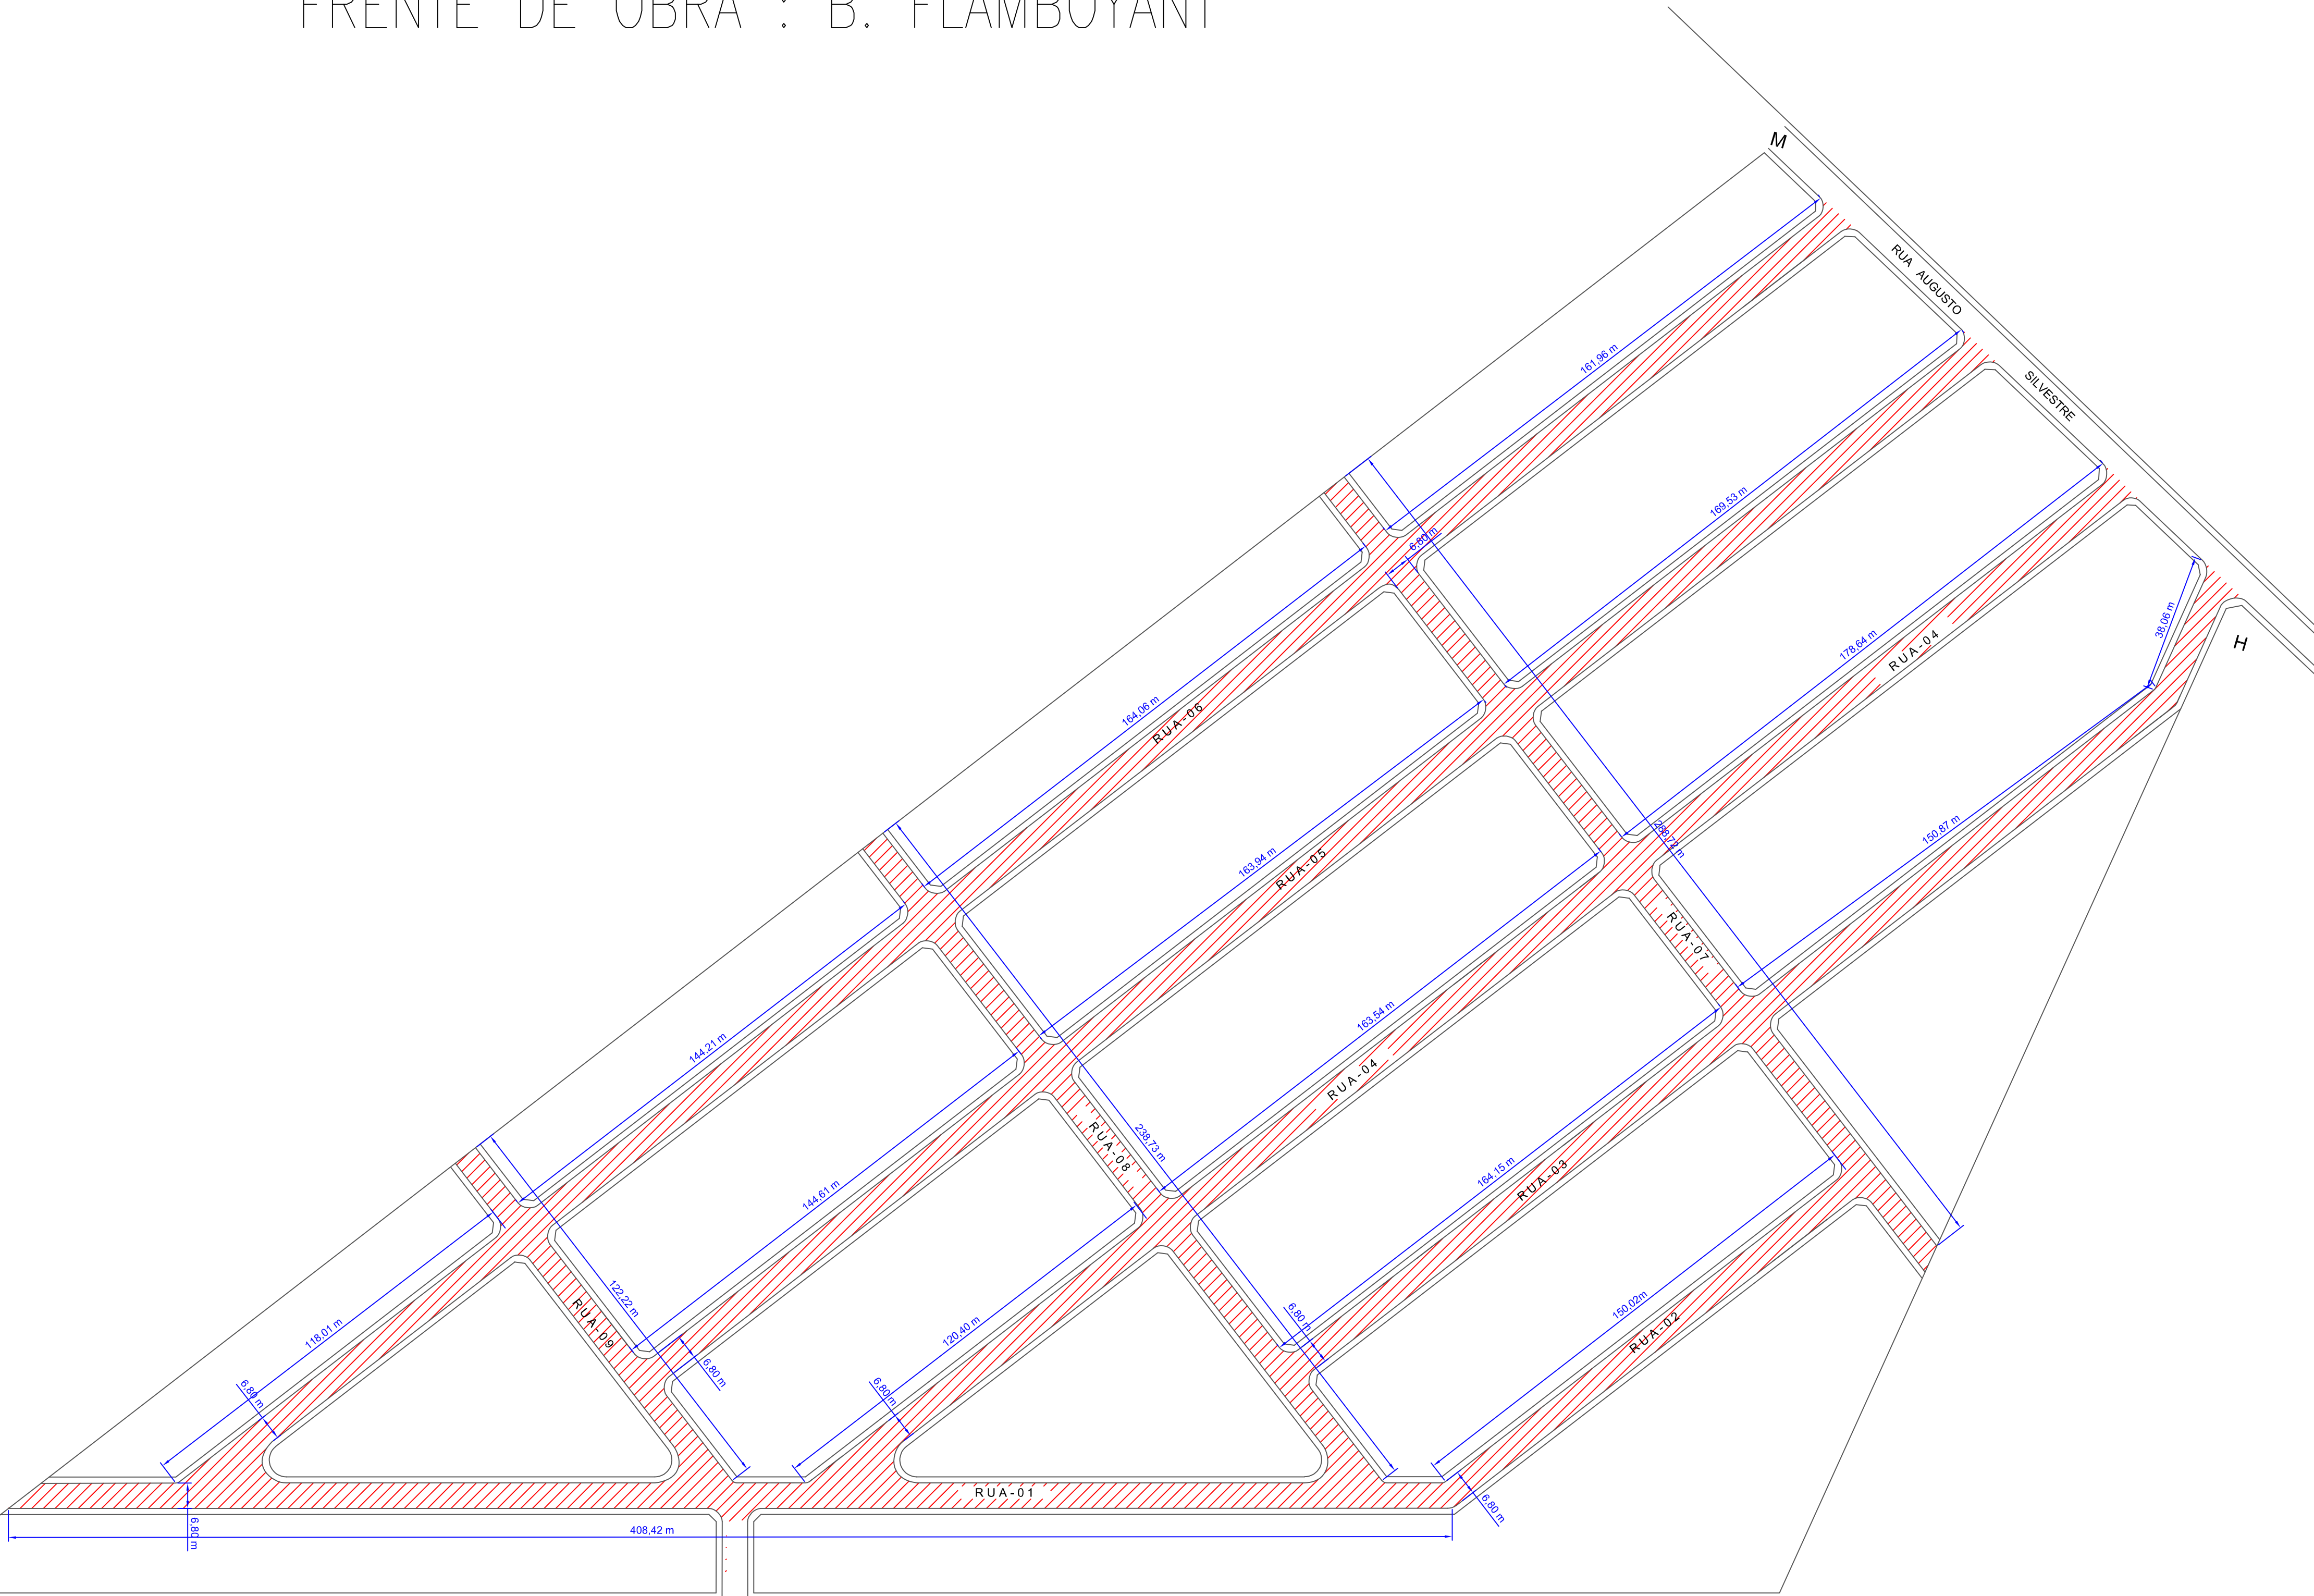 FRENTE DE OBRA : B. FLAMBOYANT
M
RUA AUGUSTO
SILVESTRE
H
161,96 m
169,53 m
178,64 m
38,06 m
6.80 m
RUA-04
164,06 m
RUA-06
163,94 m
RUA-05
288,72 m
150,87 m
RUA-07
144,21 m
163,54 m
RUA-04
RUA-08
238,73 m
164,15 m
RUA-03
144,61 m
122,22 m
RUA-09
118,01 m
120,40 m
6,80 m
150,02m
RUA-02
6,80 m
6,80 m
6,80 m
RUA-01
6,80 m
6,80 m
408,42 m